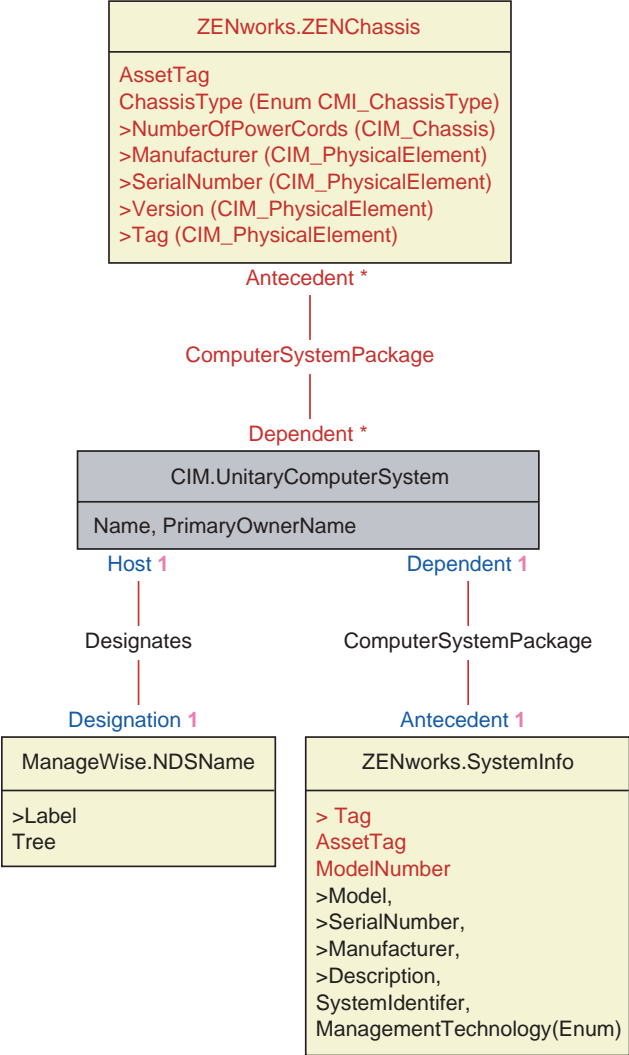 ZENworks.ZENChassis
AssetTag
ChassisType (Enum CMI_ChassisType)
>NumberOfPowerCords (CIM_Chassis)
>Manufacturer (CIM_PhysicalElement)
>SerialNumber (CIM_PhysicalElement)
>Version (CIM_PhysicalElement)
>Tag (CIM_PhysicalElement)
Antecedent *
ComputerSystemPackage
Dependent *
CIM.UnitaryComputerSystem
Name, PrimaryOwnerName
Host 1
Dependent 1
Designates
ComputerSystemPackage
Designation 1
Antecedent 1
ManageWise.NDSName
>Label
Tree
ZENworks.SystemInfo
> Tag
AssetTag
ModelNumber
>Model,
>SerialNumber,
>Manufacturer,
>Description,
SystemIdentifer,
ManagementTechnology(Enum)